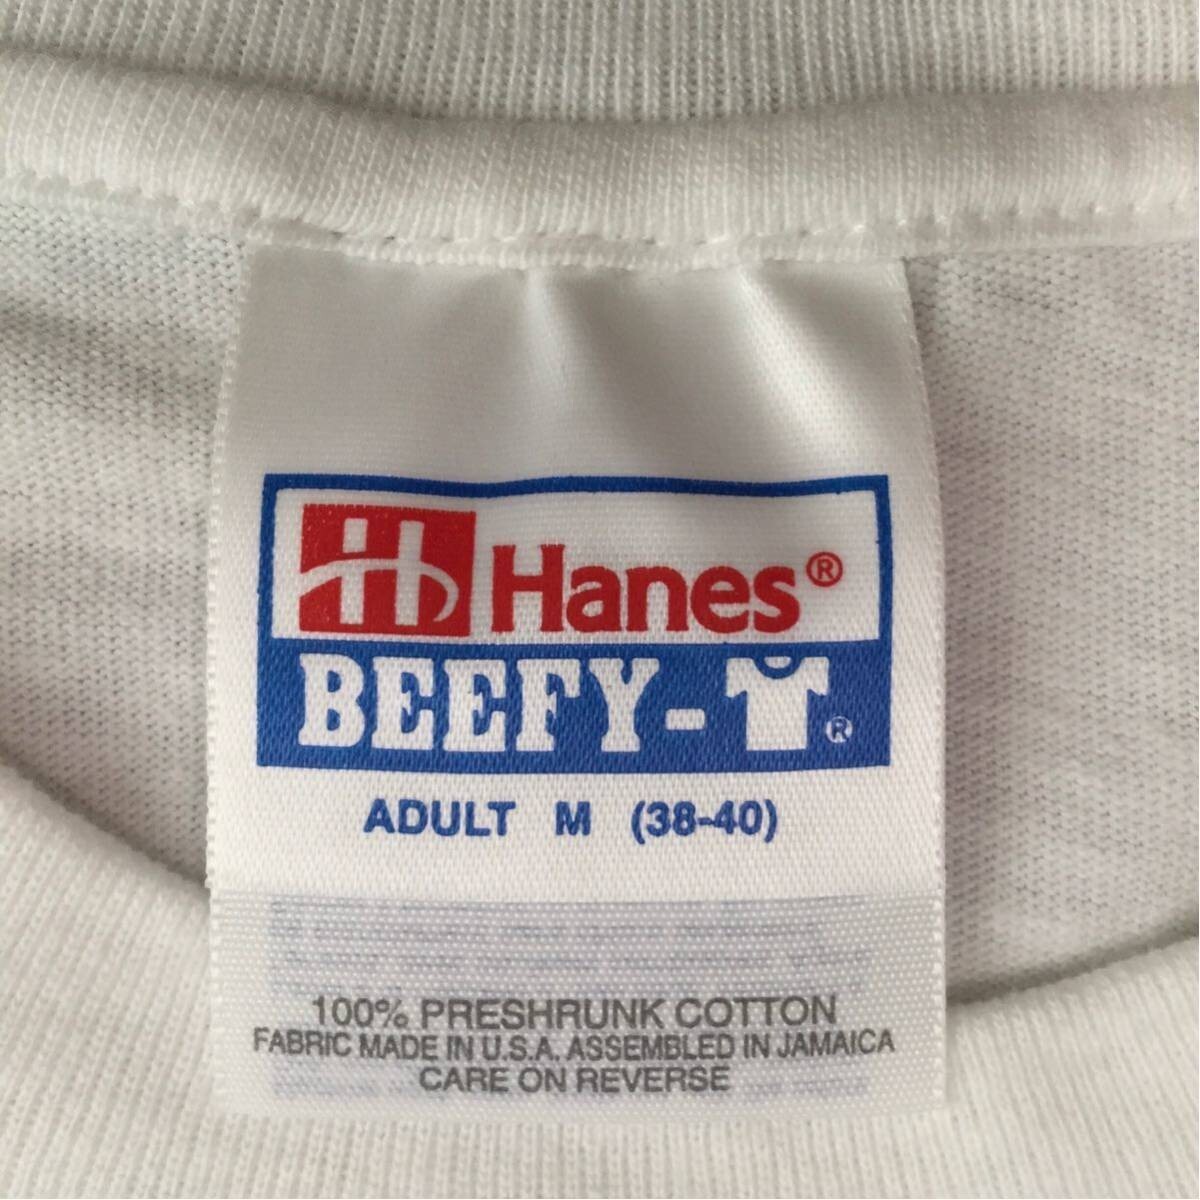 H Hanes®
BEEFY-T®
ADULT M (38-40)
100% PRESHRUNK COTTON
FABRIC MADE IN U.S.A. ASSEMBLED IN JAMAICA
CARE ON REVERSE